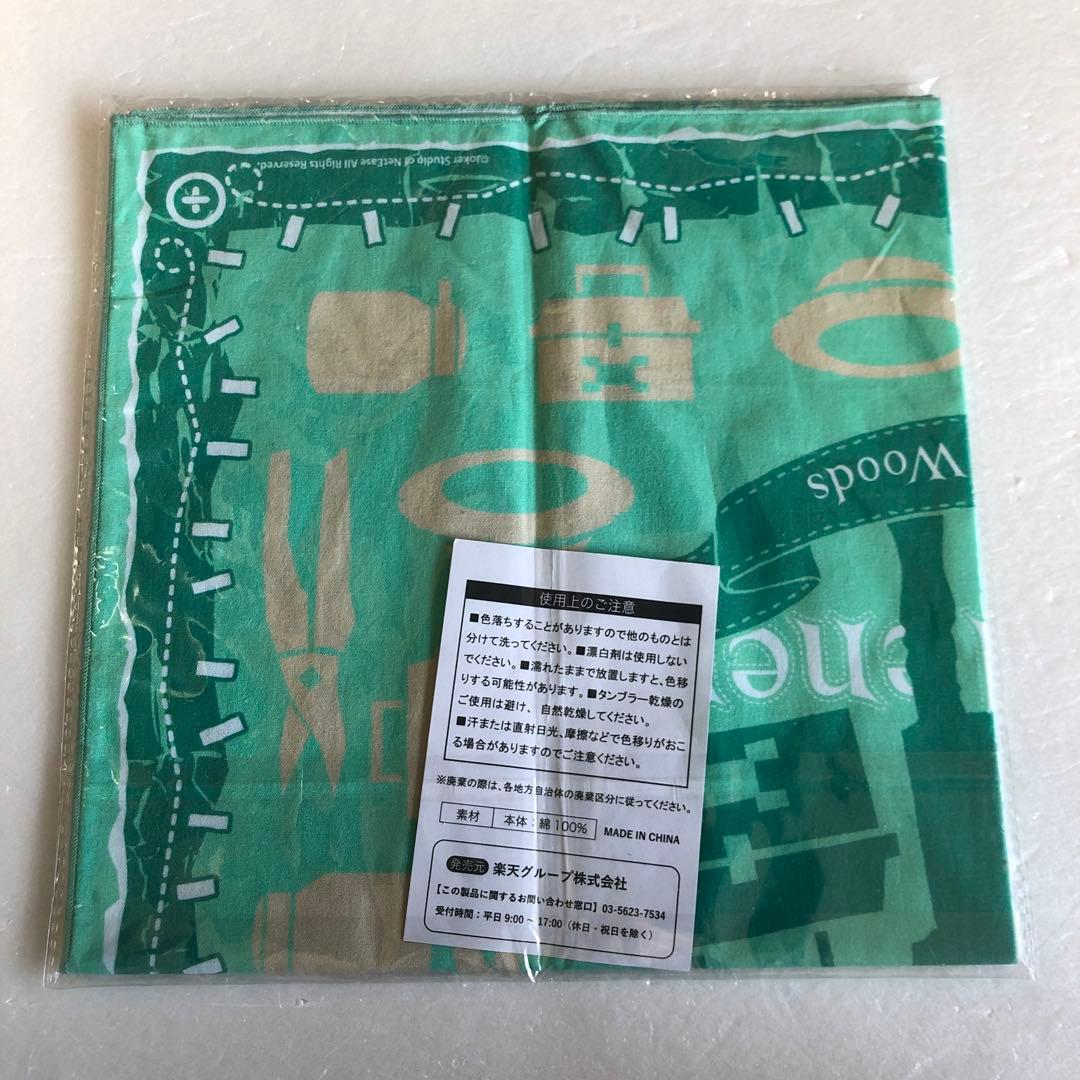 ©Joker Studio of NetEase All Rights Reserved.
Woods
ener
使用上のご注意
■色落ちすることがありますので他のものとは
分けて洗ってください。■漂白剤は使用しない
でください。■濡れたままで放置しますと、色移
りする可能性があります。■タンブラー乾燥の
ご使用は避け、自然乾燥してください。
■汗または直射日光、摩擦などで色移りがおこ
る場合がありますのでご注意ください。
※廃棄の際は、各地方自治体の廃棄区分に従ってください。
素材 本体:綿100% MADE IN CHINA
発売元 楽天グループ株式会社
【この製品に関するお問い合わせ窓口】03-5623-7534
受付時間:平日 9:00 ~ 17:00(休日・祝日を除く)